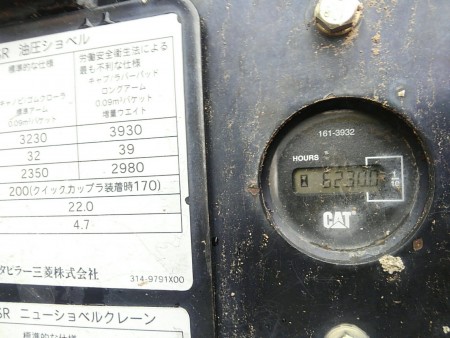 SR 油圧ショベル
標準的な仕様
労働安全衛生法による
最も不利な仕様
キャノピ/ゴムクローラ
標準アーム
0.09m³バケット
キャブ/ラバーパッド
ロングアーム
0.09m³バケット
増量ウエイト
3230 3930
32 39
2350 2980
200(クイックカップラ装着時170)
22.0
4.7
タピラー三菱株式会社
314-9791X00
SR ニューショベルクレーン
標準的な仕様
161-3932
HOURS
6230.0
1/10
CAT